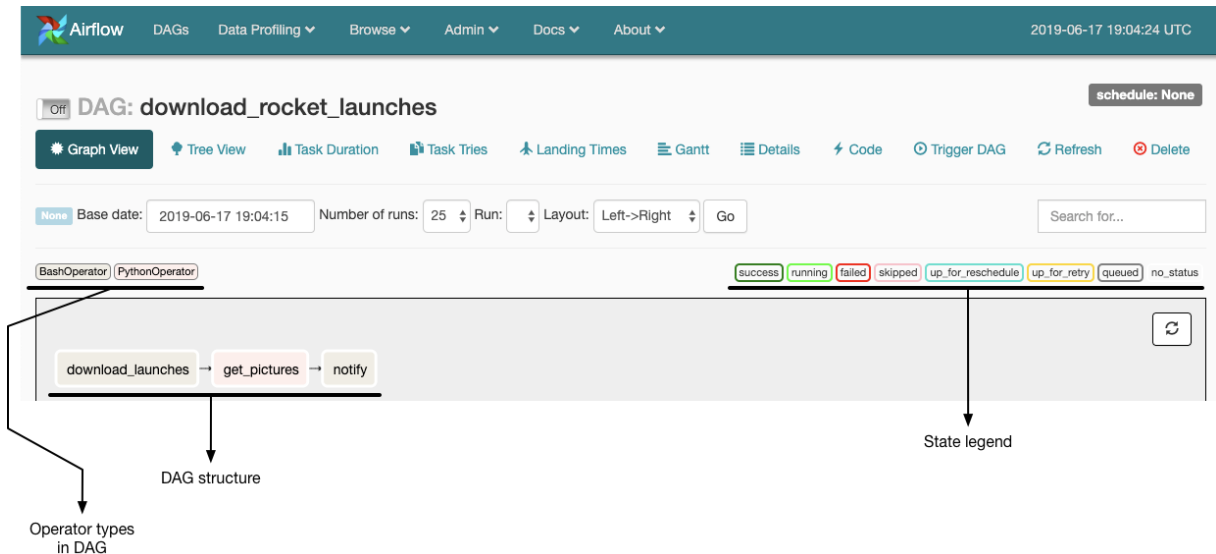 Airflow DAGs Data Profiling Browse Admin Docs About 2019-06-17 19:04:24 UTC
schedule: None
Off DAG: download_rocket_launches
Graph View Tree View Task Duration Task Tries Landing Times Gantt Details Code Trigger DAG Refresh Delete
None Base date: 2019-06-17 19:04:15 Number of runs: 25 Run: Layout: Left->Right Go Search for...
BashOperator PythonOperator success running failed skipped up_for_reschedule up_for_retry queued no_status
download_launches → get_pictures → notify
State legend
DAG structure
Operator types
in DAG